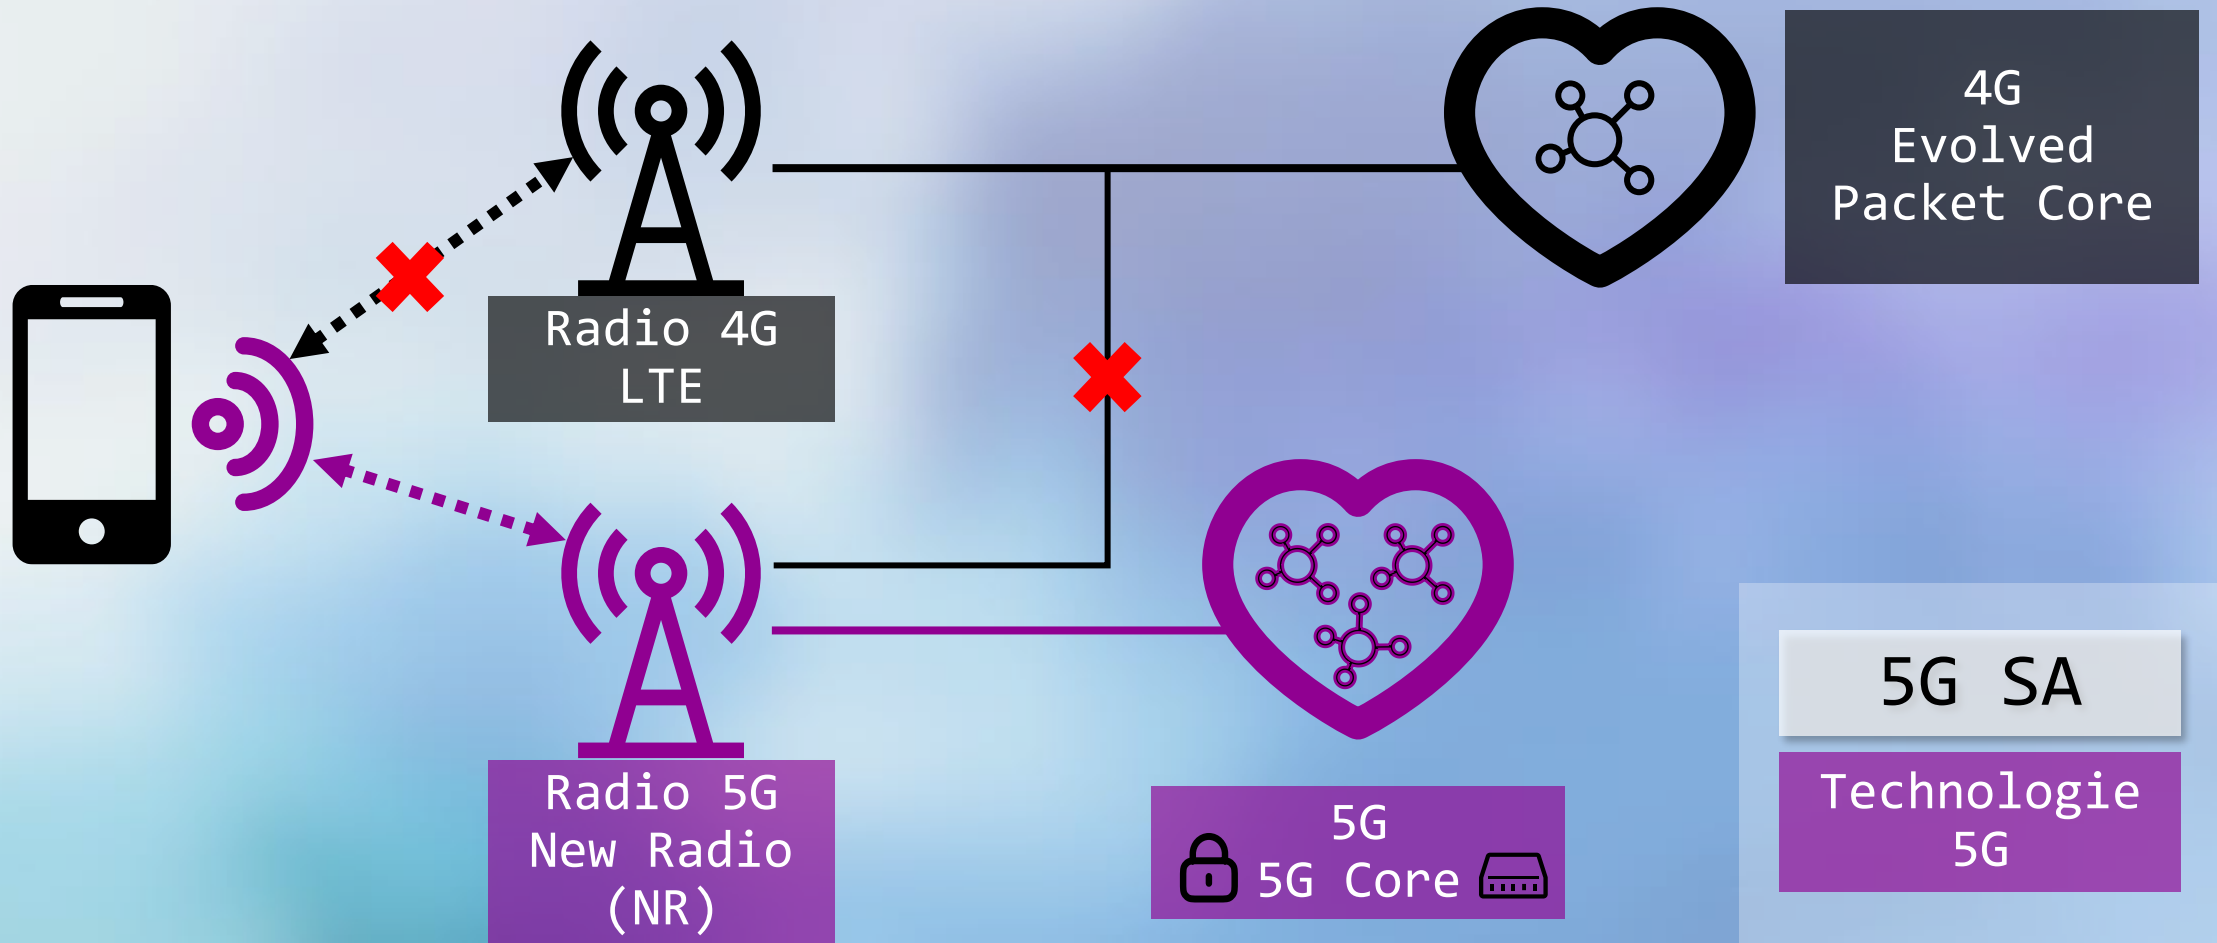 4G
Evolved
Packet Core
Radio 4G
LTE
5G SA
Technologie
5G
Radio 5G
New Radio
(NR)
5G
5G Core